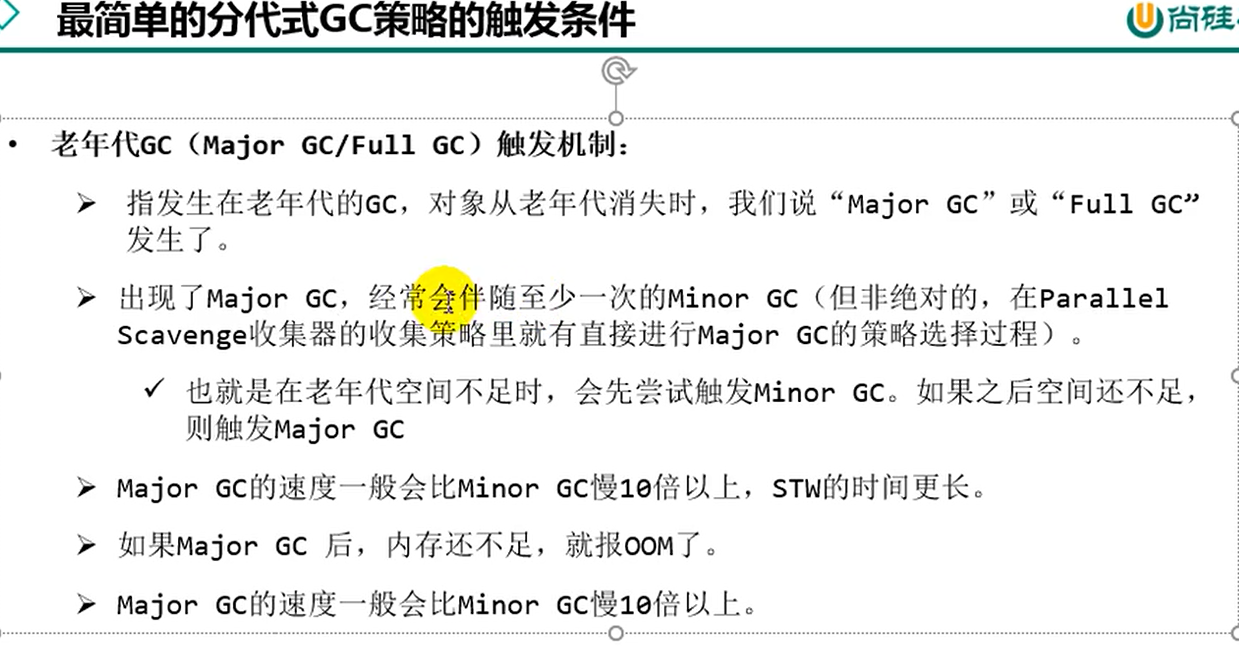 最简单的分代式GC策略的触发条件
尚硅
• 老年代GC（Major GC/Full GC）触发机制：
➢ 指发生在老年代的GC，对象从老年代消失时，我们说“Major GC”或“Full GC”
发生了。
➢ 出现了Major GC，经常会伴随至少一次的Minor GC（但非绝对的，在Parallel
Scavenge收集器的收集策略里就有直接进行Major GC的策略选择过程）。
✓ 也就是在老年代空间不足时，会先尝试触发Minor GC。如果之后空间还不足，
则触发Major GC
➢ Major GC的速度一般会比Minor GC慢10倍以上，STW的时间更长。
➢ 如果Major GC 后，内存还不足，就报OOM了。
➢ Major GC的速度一般会比Minor GC慢10倍以上。